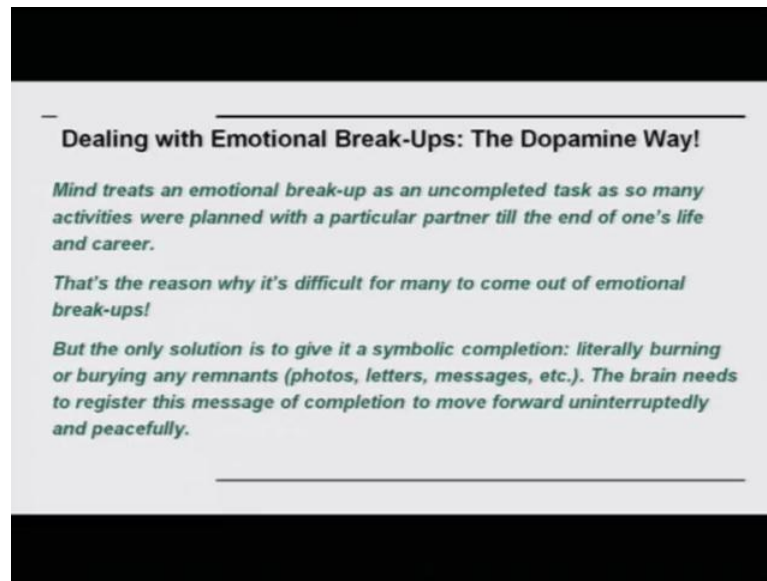 Dealing with Emotional Break-Ups: The Dopamine Way!
Mind treats an emotional break-up as an uncompleted task as so many
activities were planned with a particular partner till the end of one's life
and career.
That's the reason why it's difficult for many to come out of emotional
break-ups!
But the only solution is to give it a symbolic completion: literally burning
or burying any remnants (photos, letters, messages, etc.). The brain needs
to register this message of completion to move forward uninterruptedly
and peacefully.